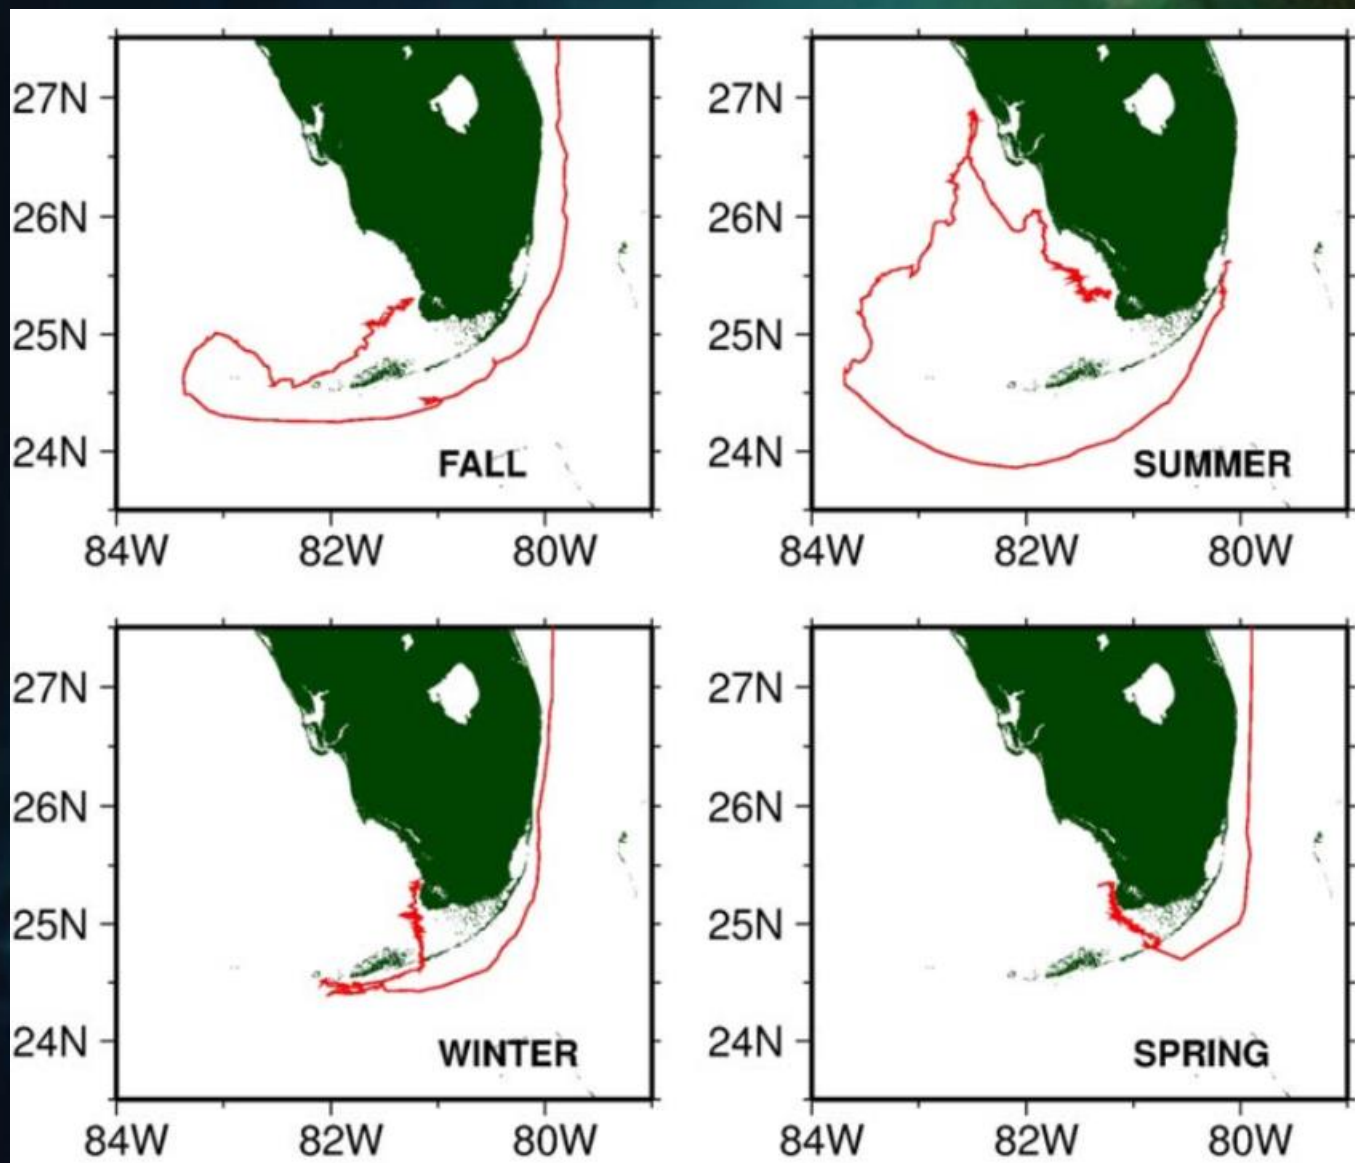 27N 27N
26N 26N
25N 25N
24N 24N
FALL SUMMER
84W 82W 80W 84W 82W 80W
27N 27N
26N 26N
25N 25N
24N 24N
WINTER SPRING
84W 82W 80W 84W 82W 80W